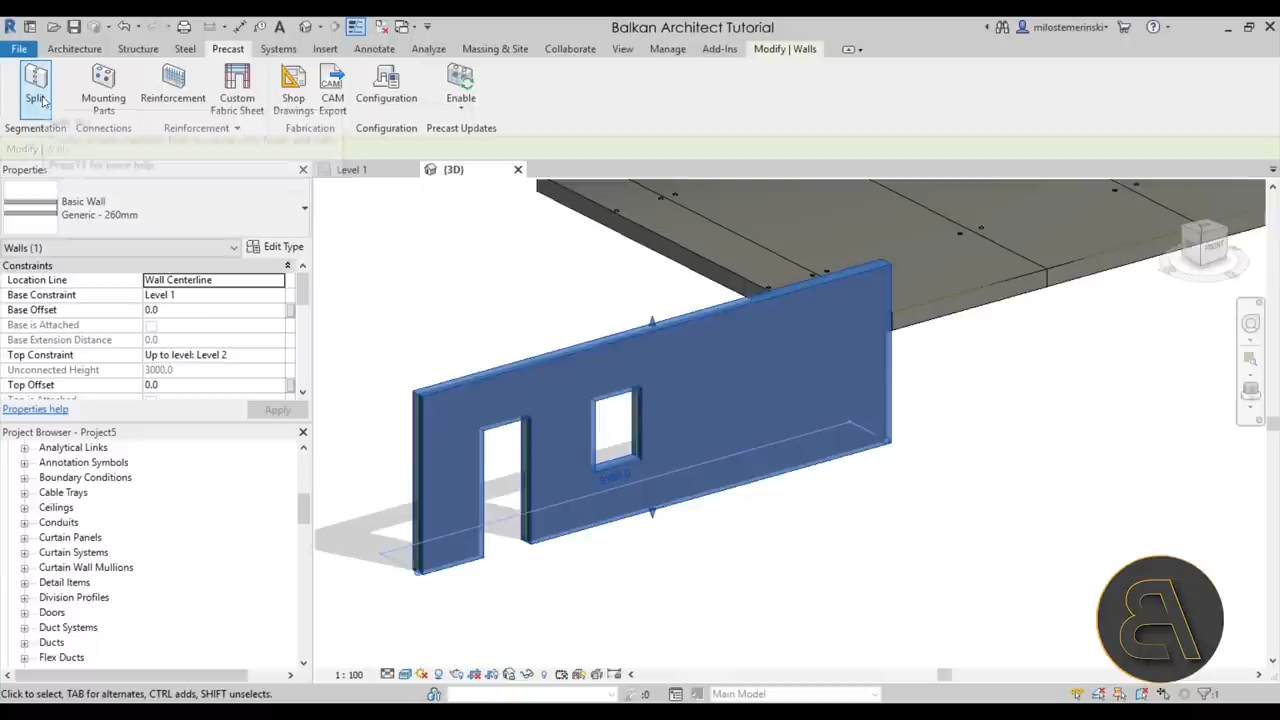 Balkan Architect Tutorial
milostemerinski
File Architecture Structure Steel Precast Systems Insert Annotate Analyze Massing & Site Collaborate View Manage Add-Ins Modify | Walls
Split
Mounting Parts
Reinforcement
Custom Fabric Sheet
Shop Drawings
CAM
CAM Export
Configuration
Enable
Segmentation Connections Reinforcement Fabrication Configuration Precast Updates
Modify |
Properties
Level 1
(3D)
Basic Wall
Generic - 260mm
Walls (1)
Edit Type
Constraints
Location Line Wall Centerline
Base Constraint Level 1
Base Offset 0.0
Base is Attached
Base Extension Distance 0.0
Top Constraint Up to level: Level 2
Unconnected Height 3000.0
Top Offset 0.0
Properties help
Apply
Project Browser - Project5
Analytical Links
Annotation Symbols
Boundary Conditions
Cable Trays
Ceilings
Conduits
Curtain Panels
Curtain Systems
Curtain Wall Mullions
Detail Items
Division Profiles
Doors
Duct Systems
Ducts
Flex Ducts
FRONT
1 : 100
:0
Main Model
:1
Click to select, TAB for alternates, CTRL adds, SHIFT unselects.